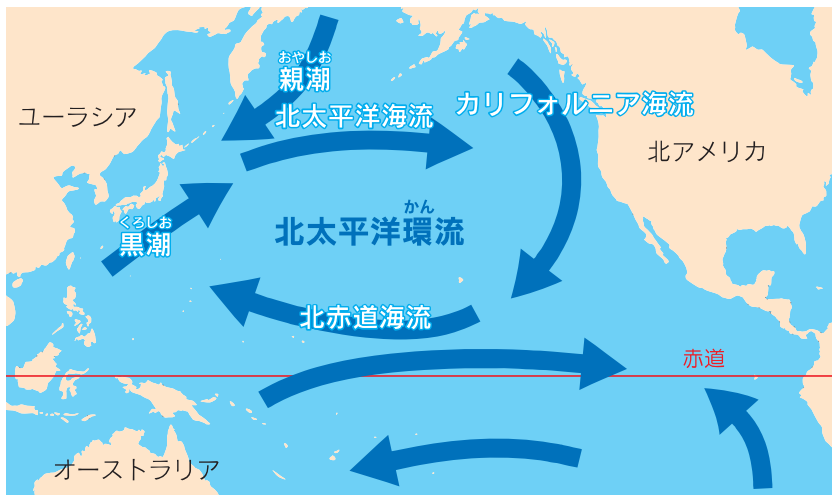 おやしお
親潮
北太平洋海流
カリフォルニア海流
ユーラシア
北アメリカ
くろしお
黒潮
かん
北太平洋環流
北赤道海流
赤道
オーストラリア